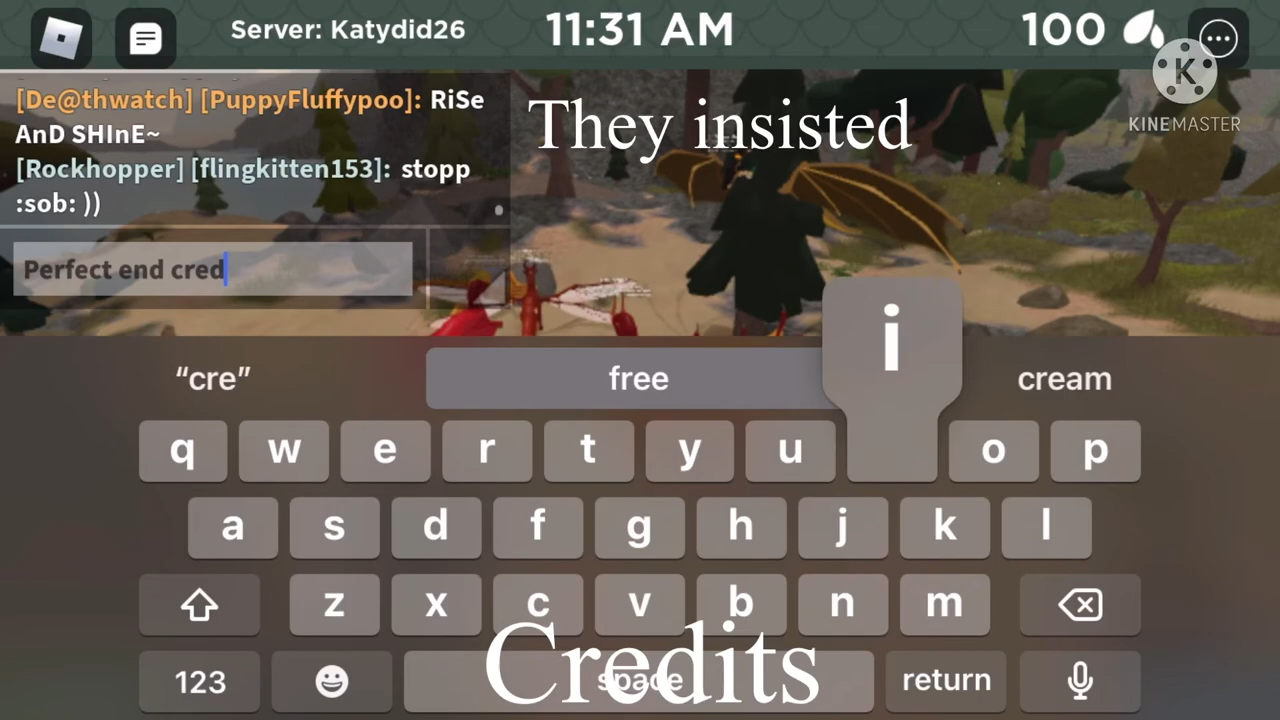 Server: Katydid26
11:31 AM
100
K
KINEMASTER
[De@thwatch] [PuppyFluffypoo]: RiSe
AnD SHInE~
[Rockhopper] [flingkitten153]: stopp
:sob: ))
They insisted
Perfect end cred
i
“cre”
free
cream
q w e r t y u o p
a s d f g h j k l
z x c v b n m
123
space
return
Credits